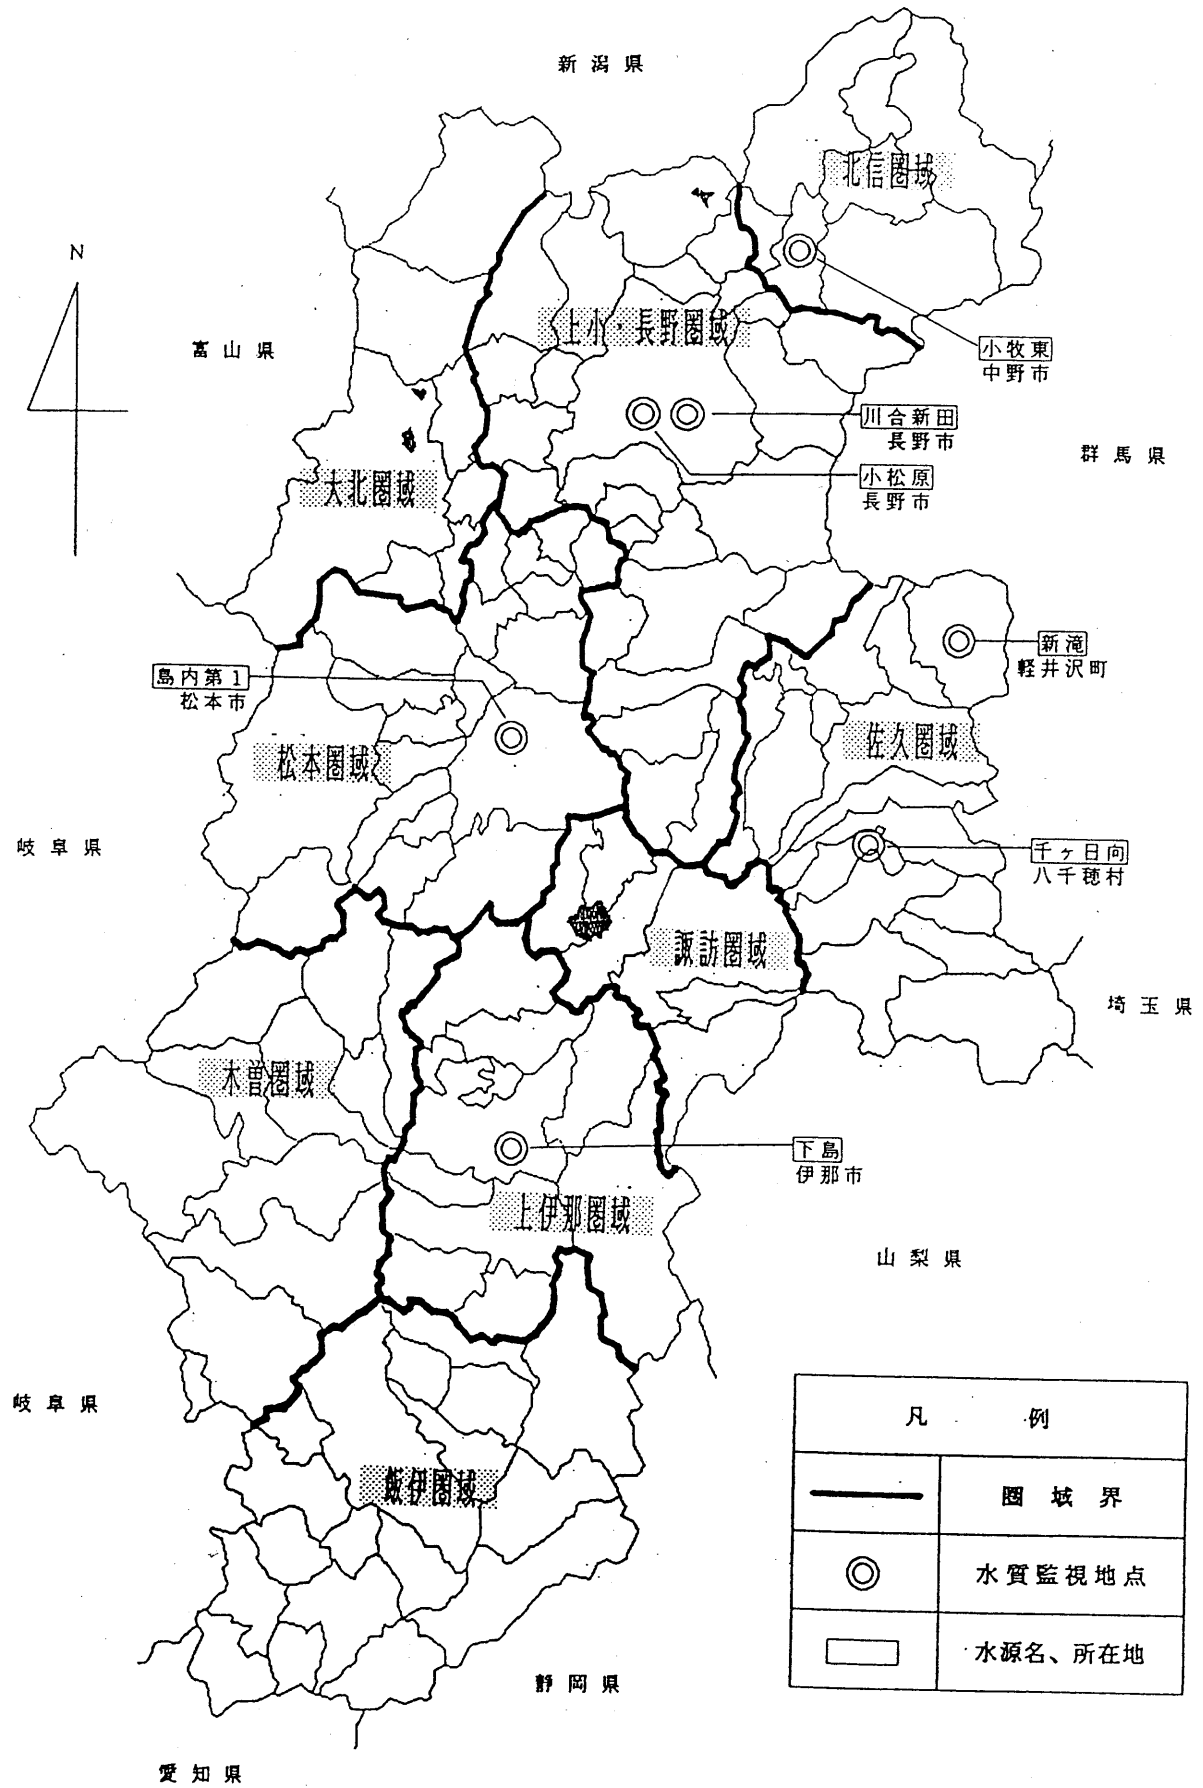 新潟県
北信圏域
N
上小・長野圏域
富山県
小牧東
中野市
川合新田
長野市
群馬県
大北圏域
小松原
長野市
新滝
軽井沢町
島内第1
松本市
佐久圏域
松本圏域
岐阜県
千ヶ日向
八千穂村
諏訪圏域
埼玉県
木曽圏域
下島
伊那市
上伊那圏域
山梨県
岐阜県
凡例
飯伊圏域
圏域界
水質監視地点
水源名、所在地
静岡県
愛知県